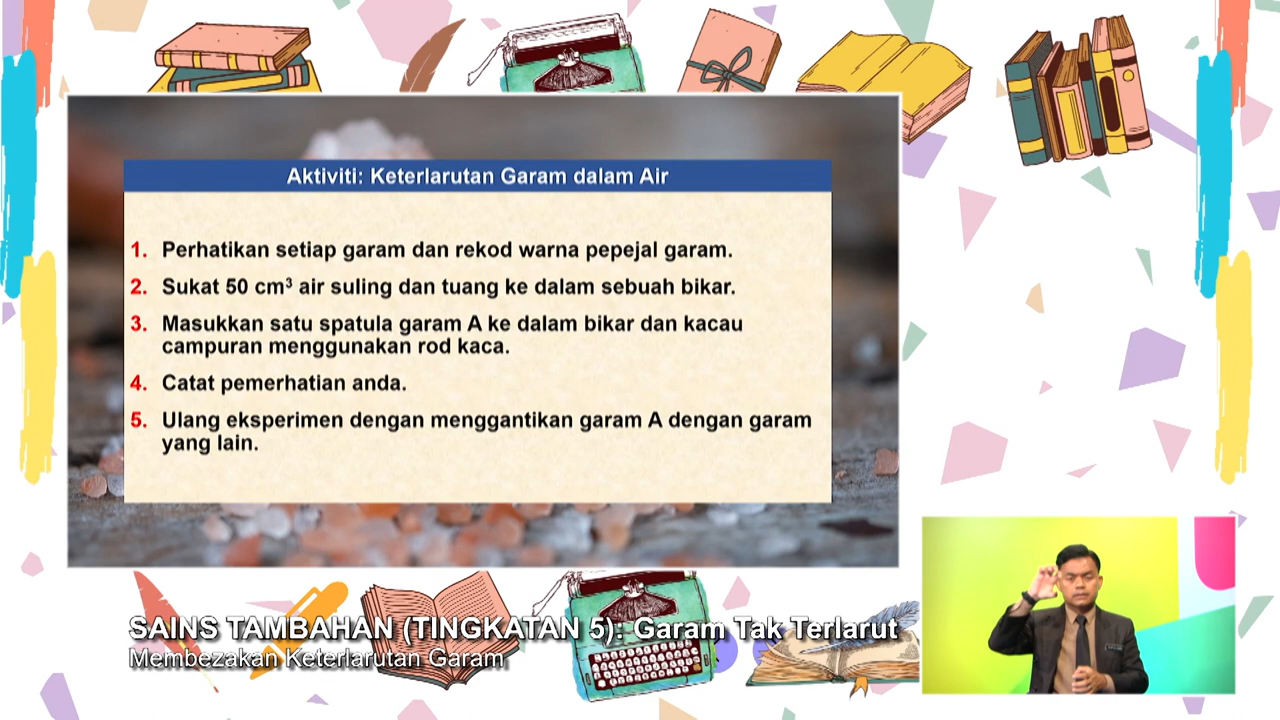 Aktiviti: Keterlarutan Garam dalam Air
1. Perhatikan setiap garam dan rekod warna pepejal garam.
2. Sukat 50 cm³ air suling dan tuang ke dalam sebuah bikar.
3. Masukkan satu spatula garam A ke dalam bikar dan kacau
campuran menggunakan rod kaca.
4. Catat pemerhatian anda.
5. Ulang eksperimen dengan menggantikan garam A dengan garam
yang lain.
SAINS TAMBAHAN (TINGKATAN 5): Garam Tak Terlarut
Membezakan Keterlarutan Garam